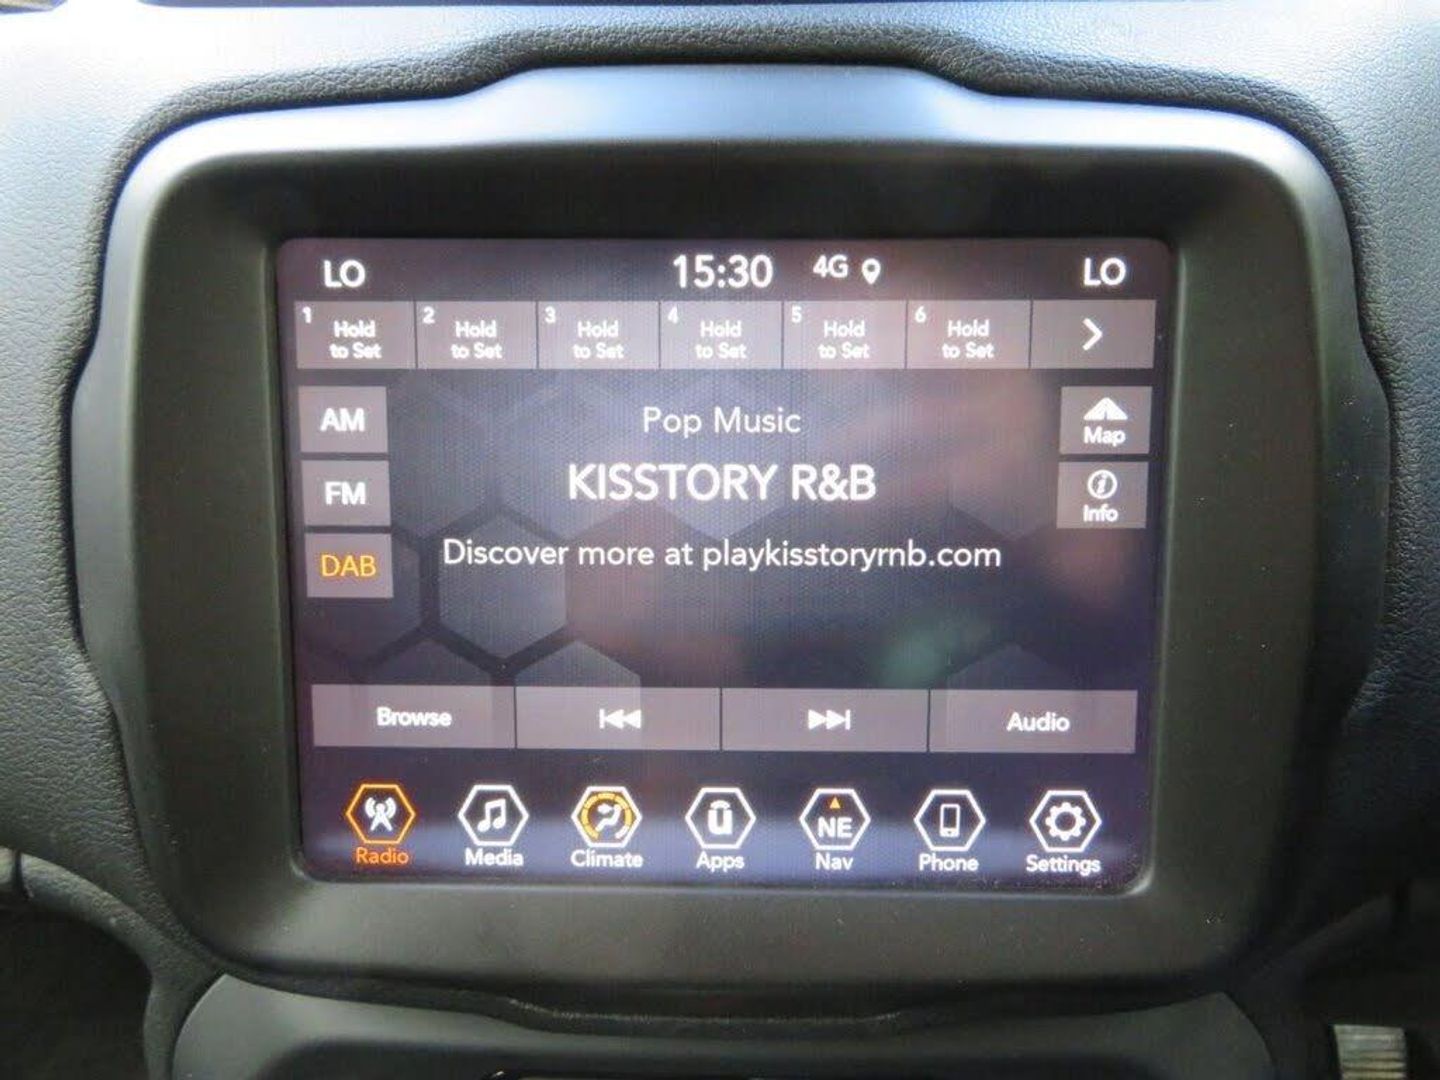 LO 15:30 4G LO
1 Hold to Set 2 Hold to Set 3 Hold to Set 4 Hold to Set 5 Hold to Set 6 Hold to Set
AM
FM
DAB
Pop Music
KISSTORY R&B
Discover more at playkisstoryrnb.com
Map
Info
Browse Audio
NE
Radio Media Climate Apps Nav Phone Settings